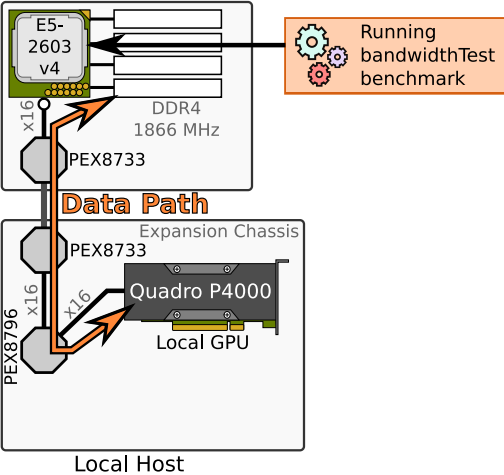 E5-
2603
v4
Running
bandwidthTest
benchmark
DDR4
1866 MHz
x16
PEX8733
Data Path
Expansion Chassis
PEX8733
x16
x16
Quadro P4000
Local GPU
PEX8796
Local Host